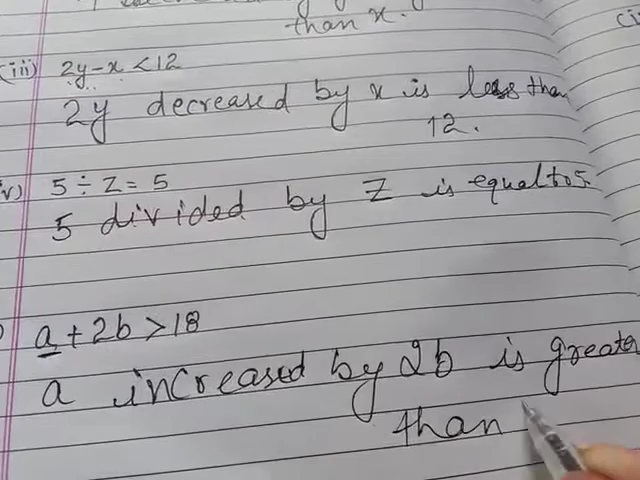 than x.
(iii) 2y-x <12
2y decreased by x is less than
12.
v) 5 ÷ z = 5
5 divided by z is equal to 5.
a + 2b > 18
a increased by 2b is greater
than